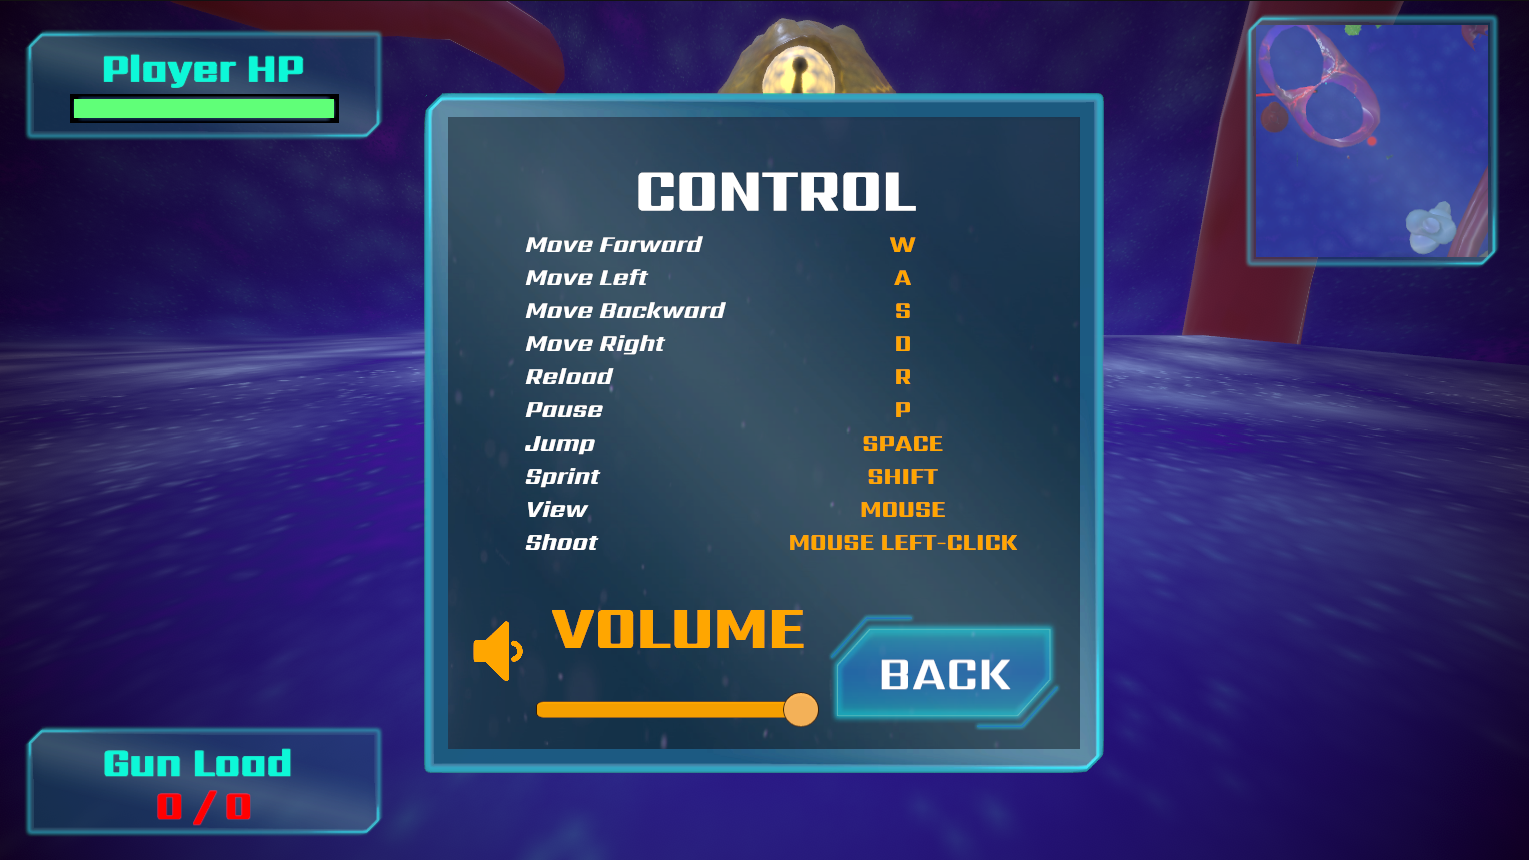 Player HP
CONTROL
Move Forward W
Move Left A
Move Backward S
Move Right D
Reload R
Pause P
Jump SPACE
Sprint SHIFT
View MOUSE
Shoot MOUSE LEFT-CLICK
VOLUME
BACK
Gun Load
0 / 0